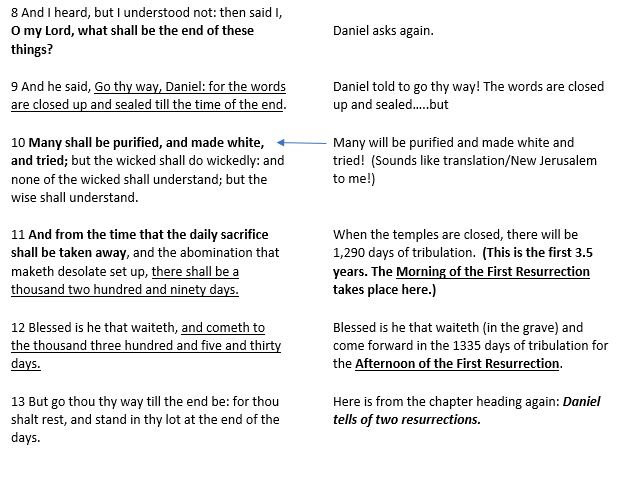 8 And I heard, but I understood not: then said I,
O my Lord, what shall be the end of these
things?
Daniel asks again.
9 And he said, Go thy way, Daniel: for the words
are closed up and sealed till the time of the end.
Daniel told to go thy way! The words are closed
up and sealed.....but
10 Many shall be purified, and made white,
and tried; but the wicked shall do wickedly: and
none of the wicked shall understand; but the
wise shall understand.
Many will be purified and made white and
tried! (Sounds like translation/New Jerusalem
to me!)
11 And from the time that the daily sacrifice
shall be taken away, and the abomination that
maketh desolate set up, there shall be a
thousand two hundred and ninety days.
When the temples are closed, there will be
1,290 days of tribulation. (This is the first 3.5
years. The Morning of the First Resurrection
takes place here.)
12 Blessed is he that waiteth, and cometh to
the thousand three hundred and five and thirty
days.
Blessed is he that waiteth (in the grave) and
come forward in the 1335 days of tribulation for
the Afternoon of the First Resurrection.
13 But go thou thy way till the end be: for thou
shalt rest, and stand in thy lot at the end of the
days.
Here is from the chapter heading again: Daniel
tells of two resurrections.